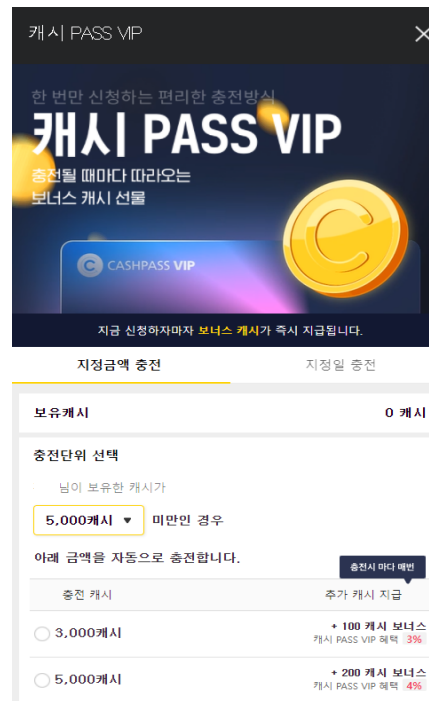 캐시 PASS VIP
한 번만 신청하는 편리한 충전방식
캐시 PASS VIP
충전될 때마다 따라오는
보너스 캐시 선물
C CASHPASS VIP
지금 신청하자마자 보너스 캐시가 즉시 지급됩니다.
지정금액 충전 지정일 충전
보유캐시 0 캐시
충전단위 선택
님이 보유한 캐시가
5,000캐시 ▼ 미만인 경우
아래 금액을 자동으로 충전합니다.
충전시 마다 매번
충전 캐시 추가 캐시 지급
3,000캐시 + 100 캐시 보너스
캐시 PASS VIP 혜택 3%
5,000캐시 + 200 캐시 보너스
캐시 PASS VIP 혜택 4%